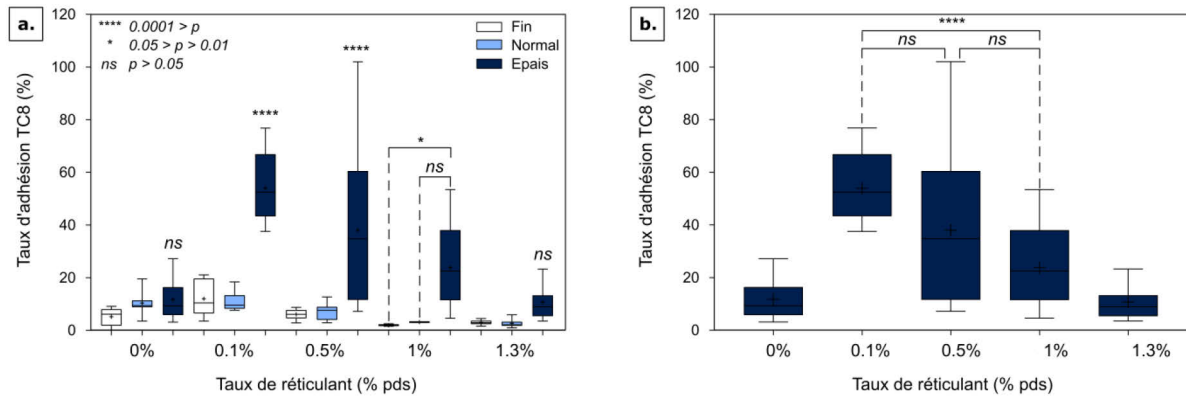 a.
**** 0.0001 > p
* 0.05 > p > 0.01
ns p > 0.05
Fin
Normal
Epais
Taux d'adhésion TC8 (%)
120
100
80
60
40
20
0
ns
****
****
*
ns
ns
0% 0.1% 0.5% 1% 1.3%
Taux de réticulant (% pds)
b.
Taux d'adhésion TC8 (%)
120
100
80
60
40
20
0
****
ns ns
0% 0.1% 0.5% 1% 1.3%
Taux de réticulant (% pds)